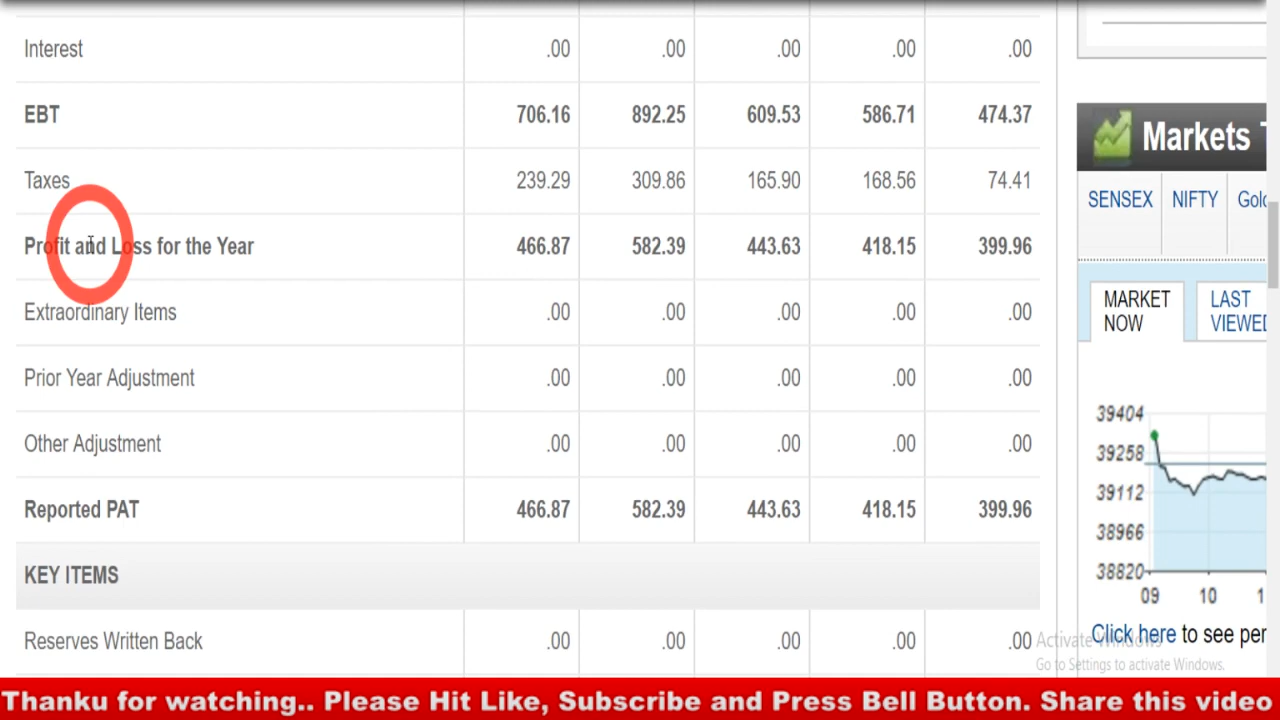 Interest .00 .00 .00 .00 .00
EBT 706.16 892.25 609.53 586.71 474.37
Taxes 239.29 309.86 165.90 168.56 74.41
Profit and Loss for the Year 466.87 582.39 443.63 418.15 399.96
Extraordinary Items .00 .00 .00 .00 .00
Prior Year Adjustment .00 .00 .00 .00 .00
Other Adjustment .00 .00 .00 .00 .00
Reported PAT 466.87 582.39 443.63 418.15 399.96
KEY ITEMS
Reserves Written Back .00 .00 .00 .00 .00
Markets
SENSEX NIFTY Gold
MARKET
NOW
LAST
VIEWED
39404
39258
39112
38966
38820
09 10 1
Click here to see per
Activate Windows
Go to Settings to activate Windows.
Thanku for watching.. Please Hit Like, Subscribe and Press Bell Button. Share this video